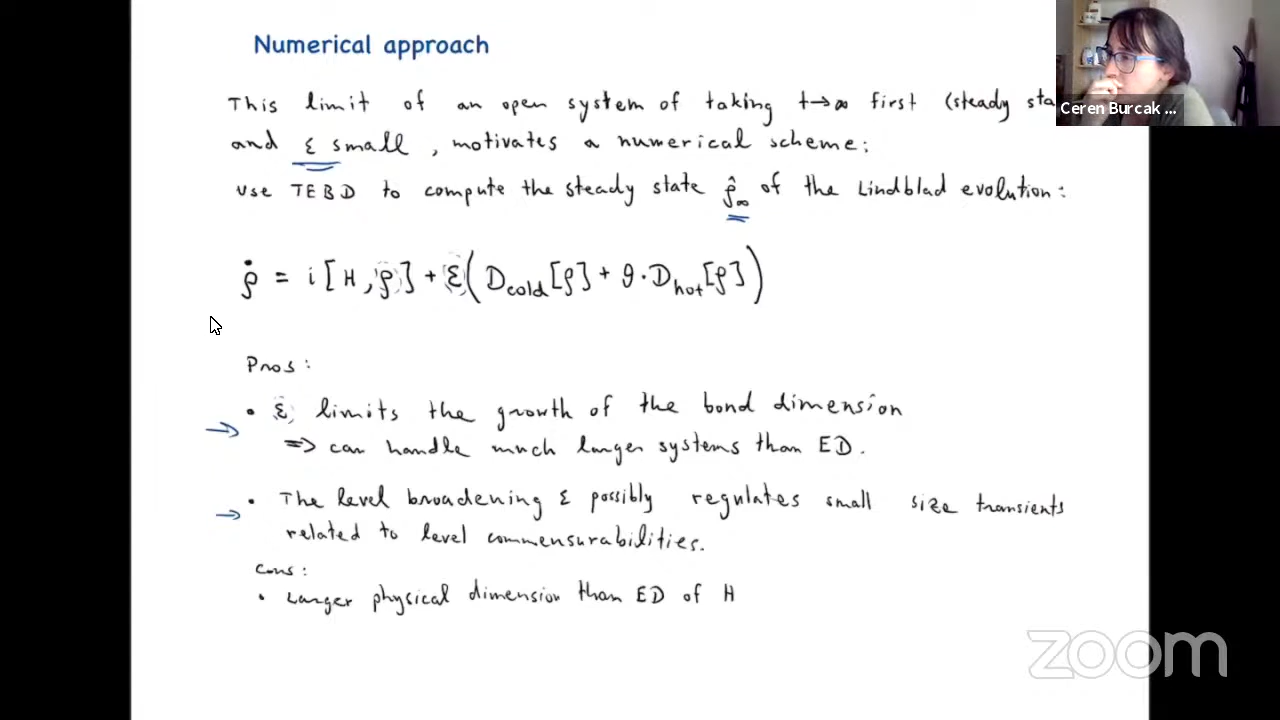 Numerical approach
This limit of an open system of taking t→∞ first (steady sta
Ceren Burcak ...
and ε small, motivates a numerical scheme:
Use TEBD to compute the steady state ρ̂∞ of the Lindblad evolution:
ρ̇ = i[H,ρ] + ε(D_cold[ρ] + θ·D_hot[ρ])
Pros:
• ε limits the growth of the bond dimension
=> can handle much larger systems than ED.
• The level broadening ε possibly regulates small size transients
related to level commensurabilities.
Cons:
• Larger physical dimension than ED of H
zoom